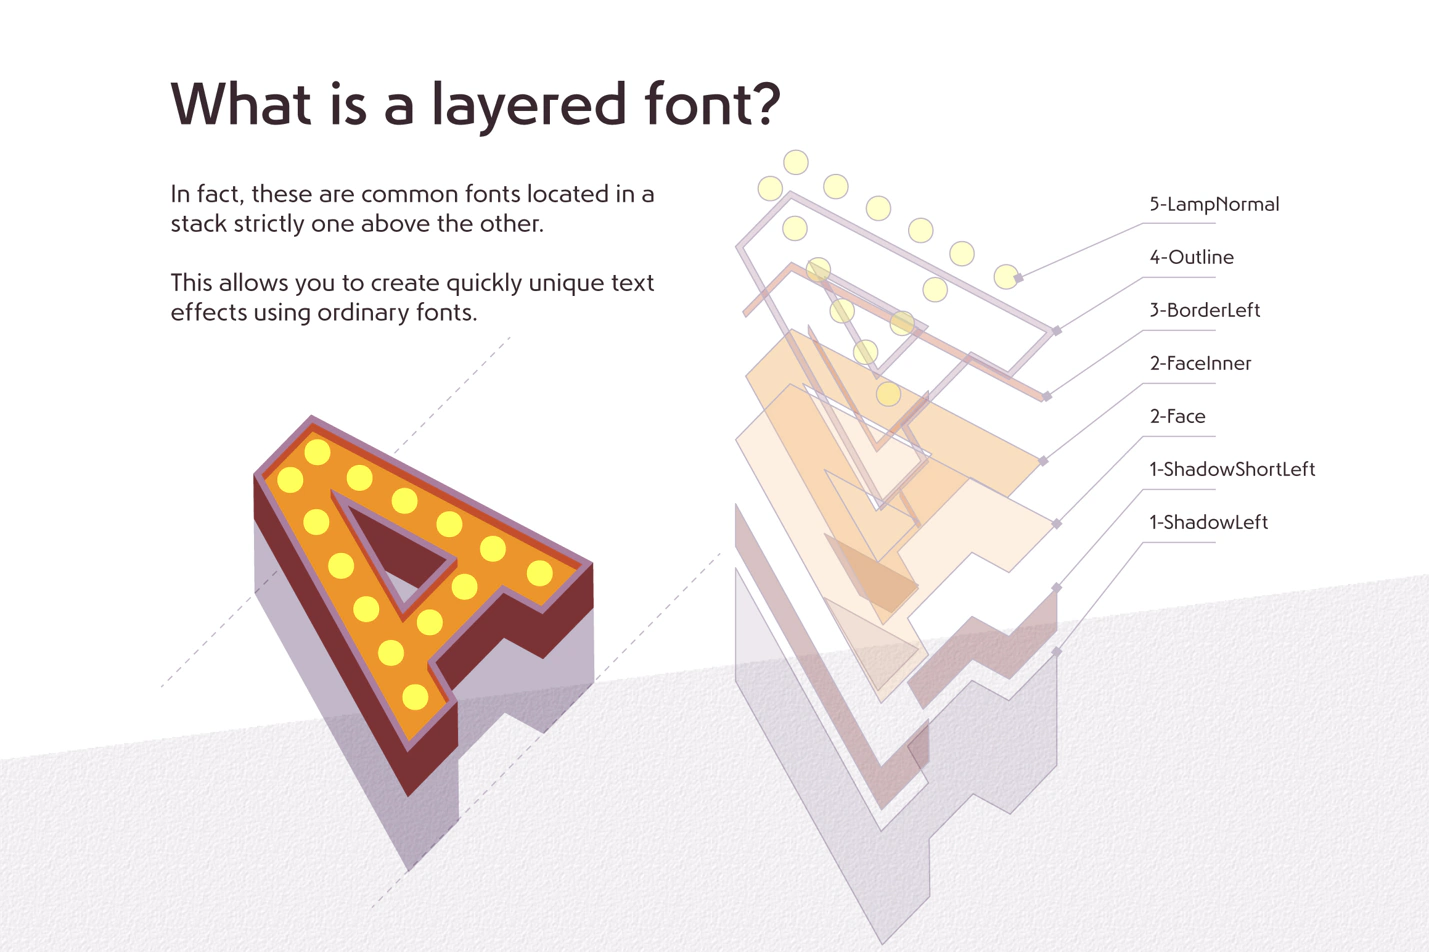 What is a layered font?
In fact, these are common fonts located in a
stack strictly one above the other.
This allows you to create quickly unique text
effects using ordinary fonts.
5-LampNormal
4-Outline
3-BorderLeft
2-FaceInner
2-Face
1-ShadowShortLeft
1-ShadowLeft
A